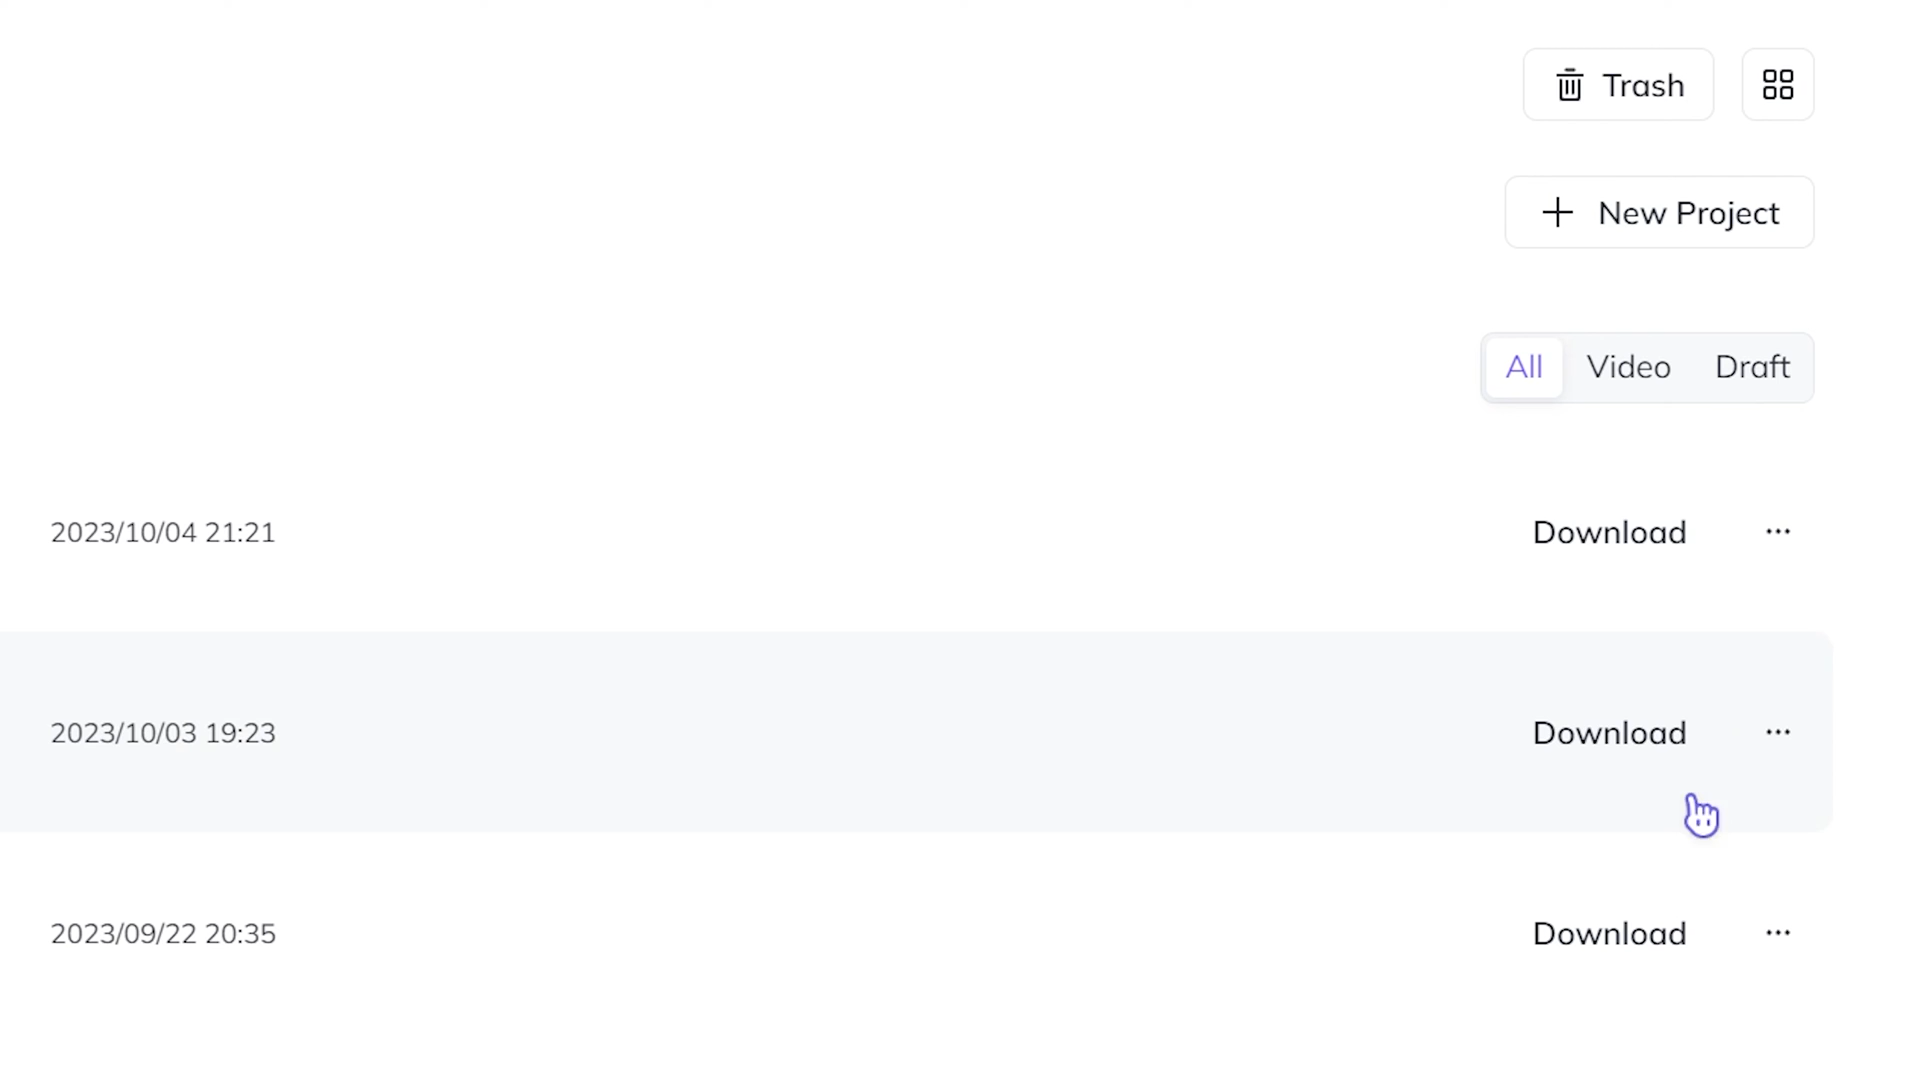 Trash
New Project
All Video Draft
2023/10/04 21:21 Download ...
2023/10/03 19:23 Download ...
2023/09/22 20:35 Download ...